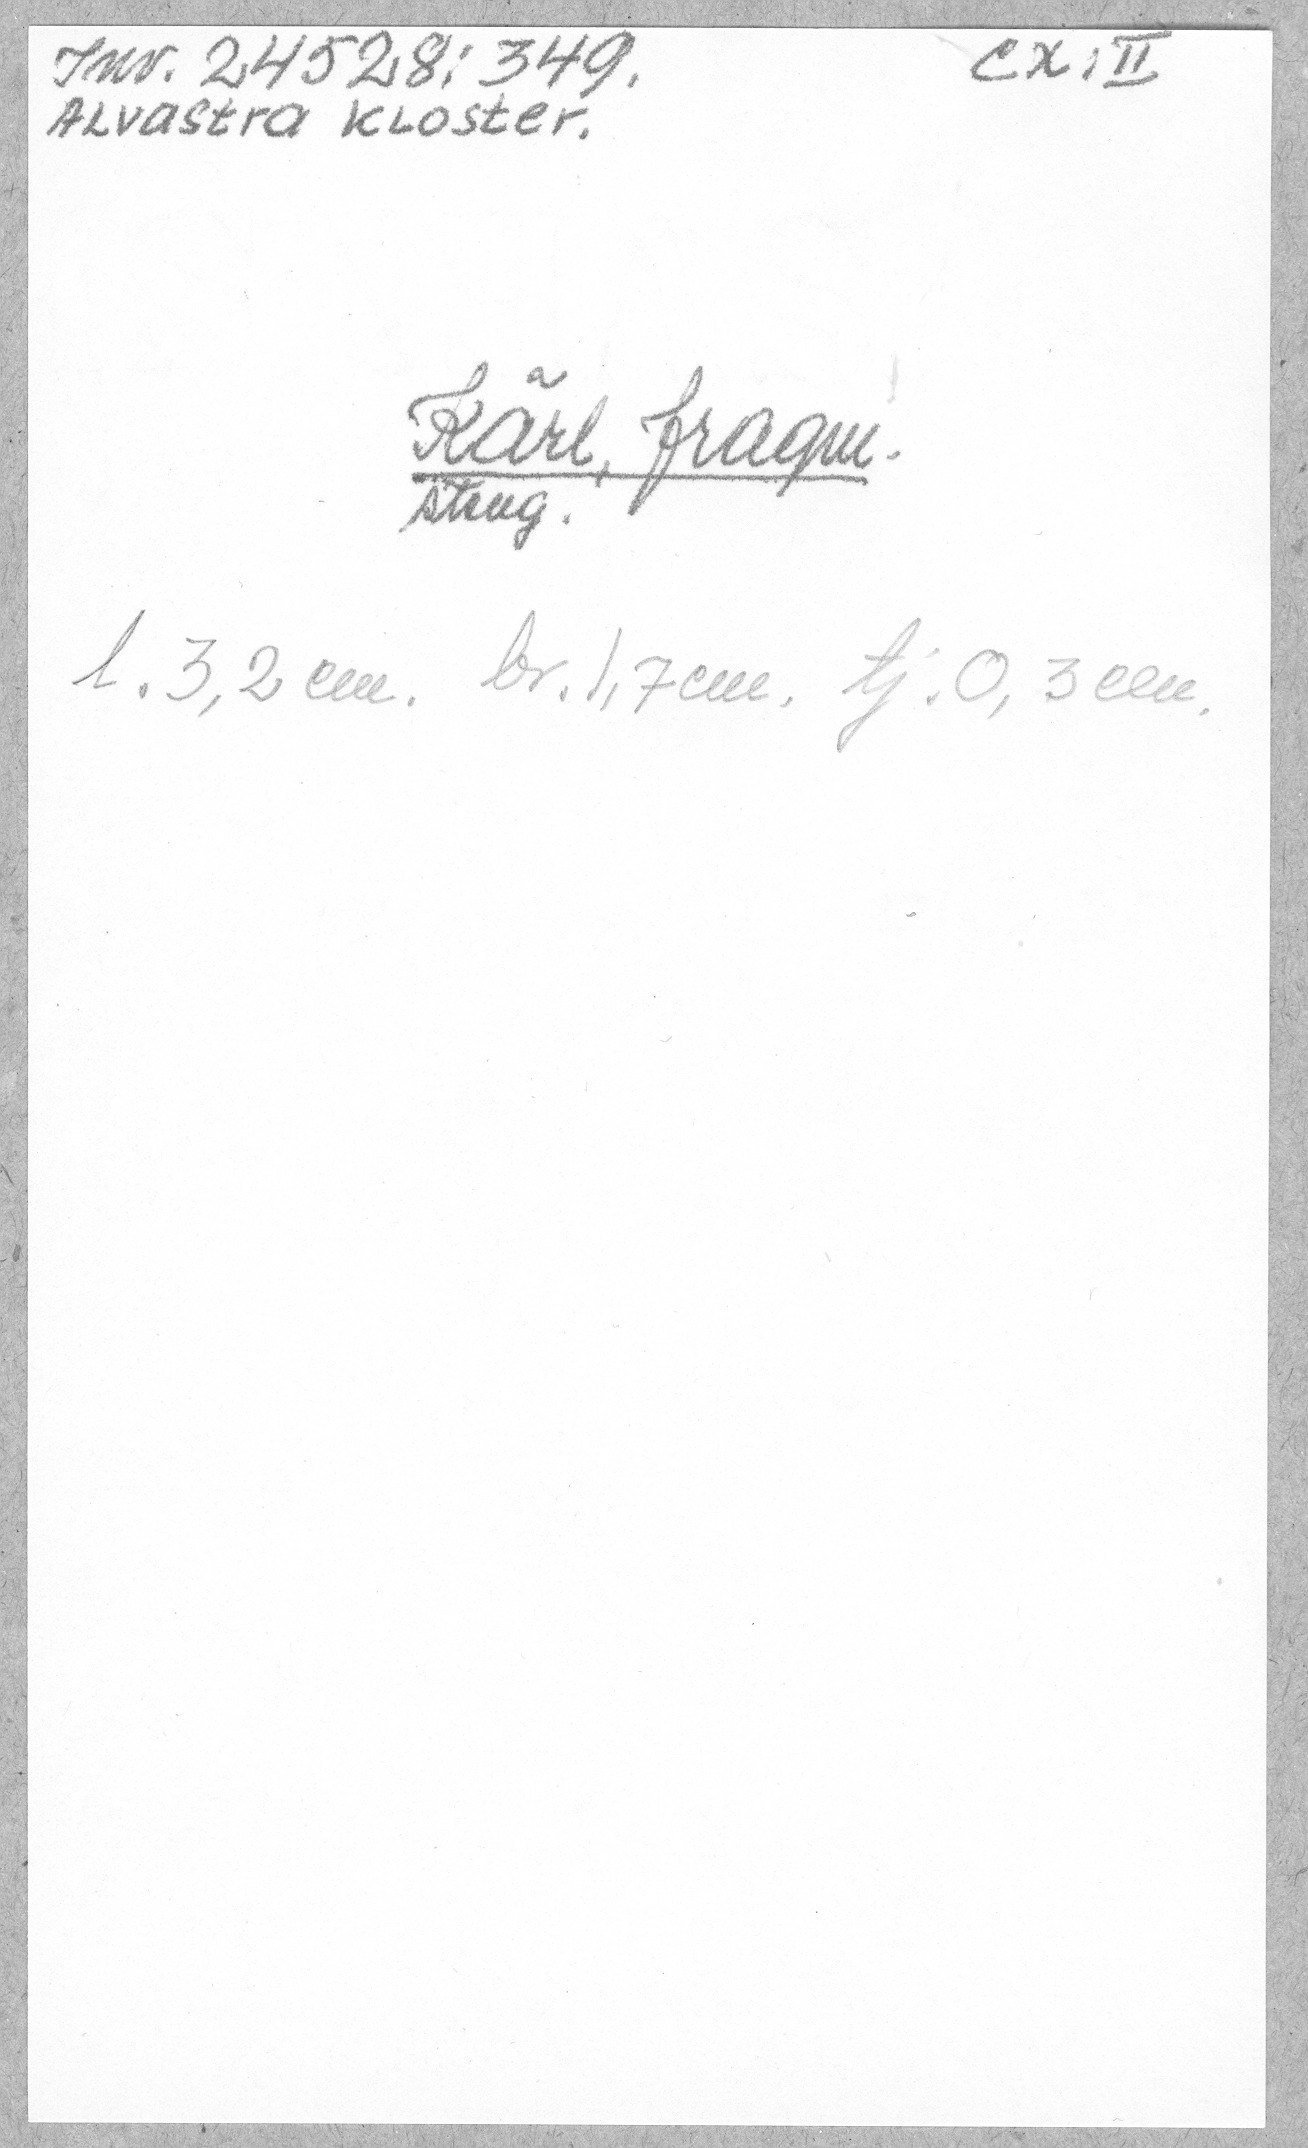 Inv. 24528:349. CX:II
Alvastra kloster.
Kärl, fragm.
steng.
l. 3,2 cm. br. 1,7 cm. tj. 0,3 cm.